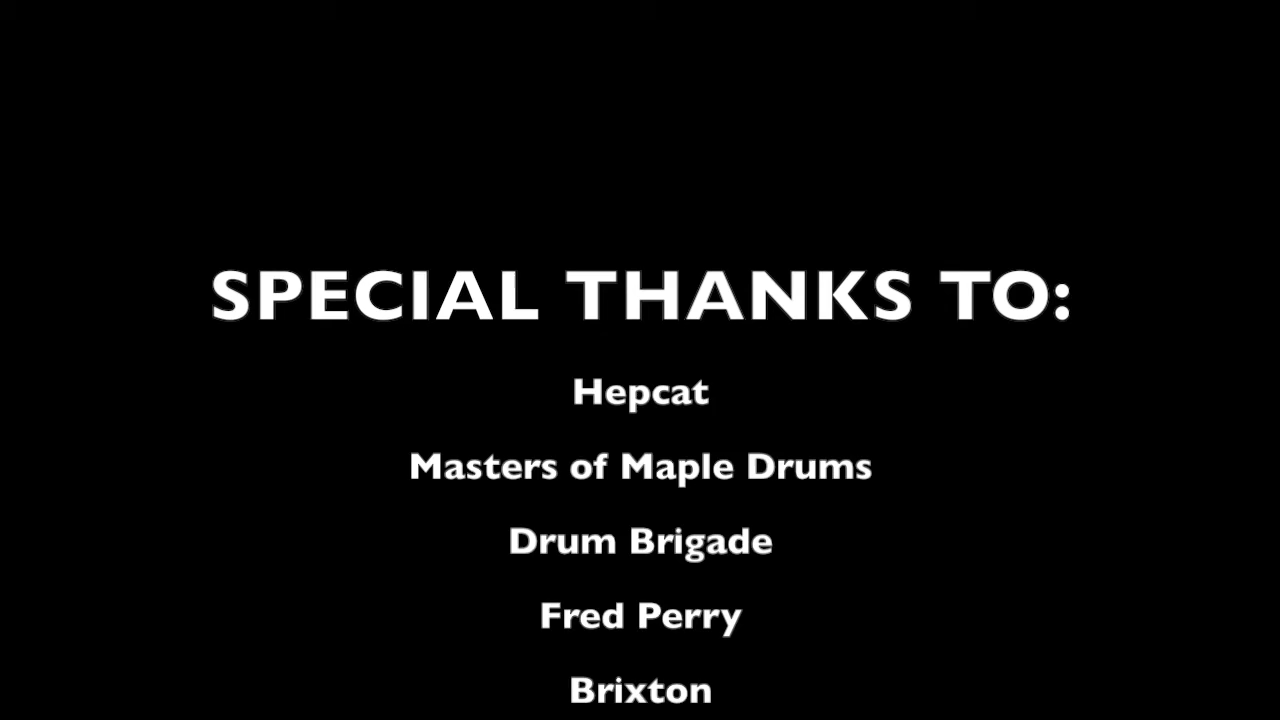 SPECIAL THANKS TO:
Hepcat
Masters of Maple Drums
Drum Brigade
Fred Perry
Brixton